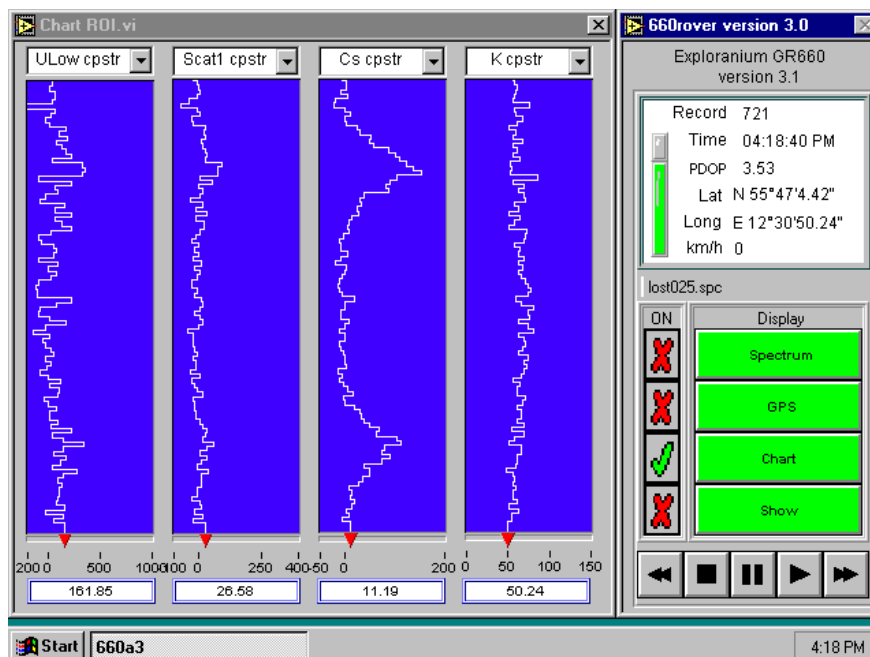 Chart ROI.vi
ULow cpstr Scat1 cpstr Cs cpstr K cpstr
200 0 500 1000 -100 0 250 400 -50 0 200 0 50 100 150
161.85 26.58 11.19 50.24
660rover version 3.0
Exploranium GR660
version 3.1
Record 721
Time 04:18:40 PM
PDOP 3.53
Lat N 55°47'4.42"
Long E 12°30'50.24"
km/h 0
lost025.spc
ON Display
Spectrum
GPS
Chart
Show
Start 660a3 4:18 PM